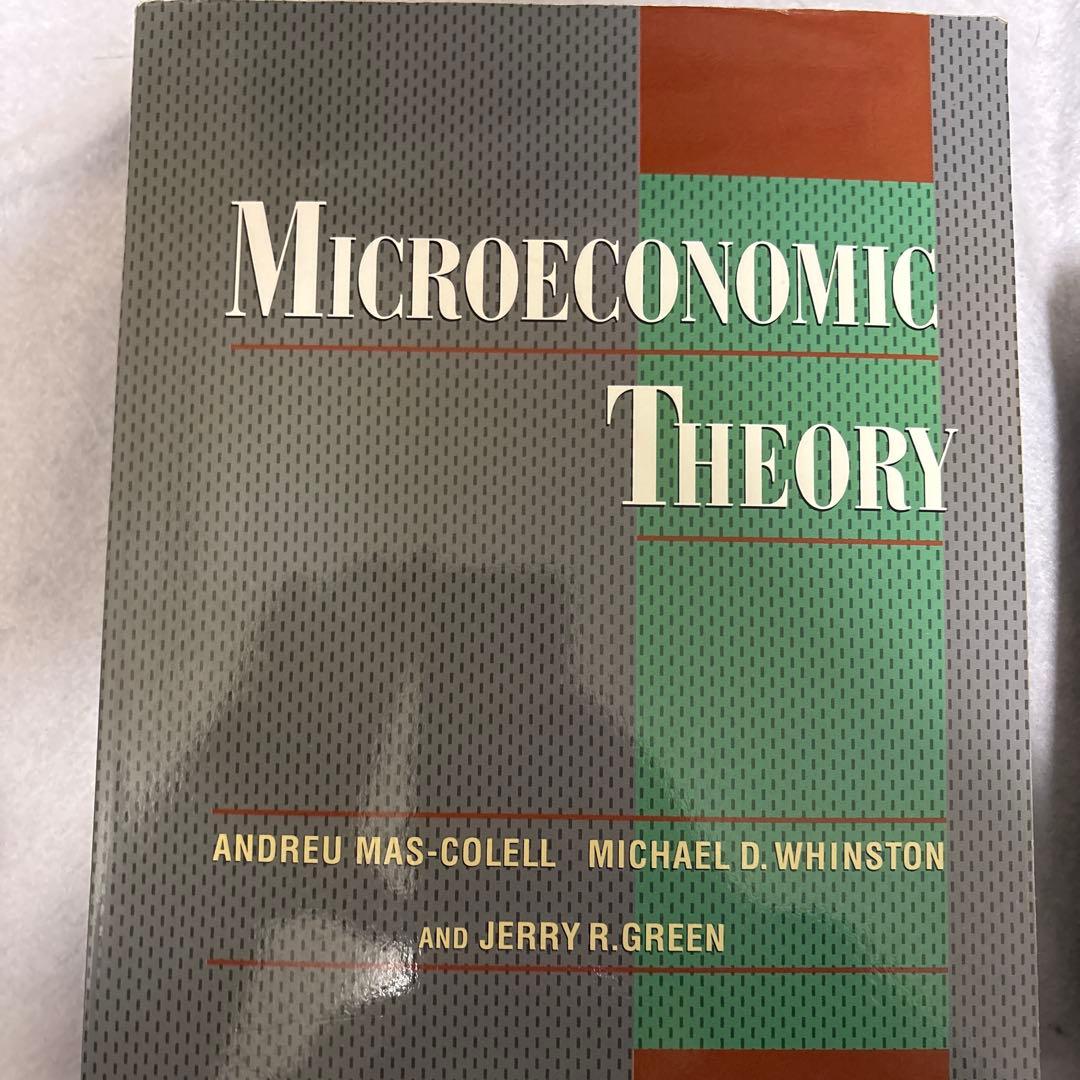 MICROECONOMIC
THEORY
ANDREU MAS-COLELL MICHAEL D. WHINSTON
AND JERRY R. GREEN